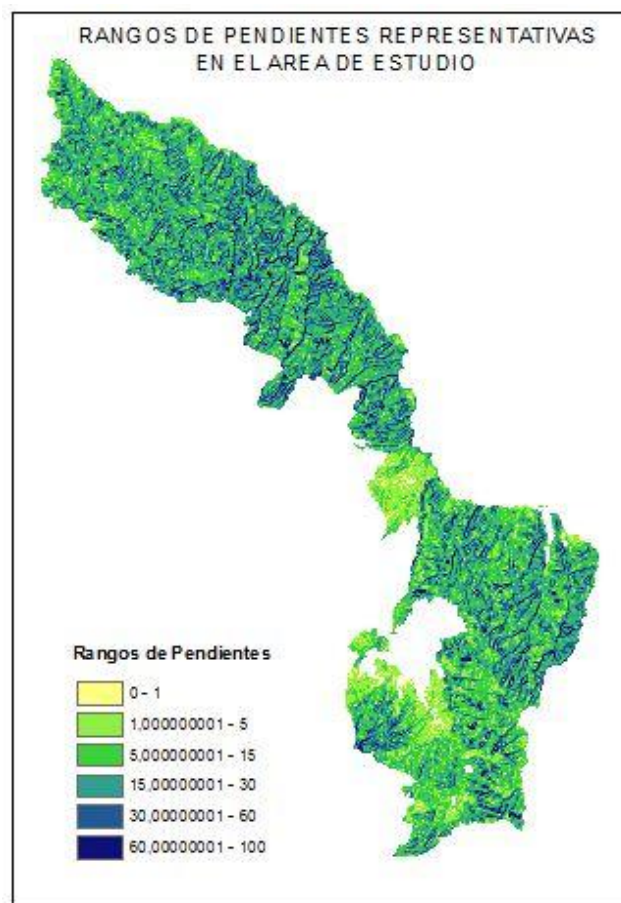 RANGOS DE PENDIENTES REPRESENTATIVAS
EN EL AREA DE ESTUDIO
Rangos de Pendientes
0 - 1
1,000000001 - 5
5,000000001 - 15
15,00000001 - 30
30,00000001 - 60
60,00000001 - 100